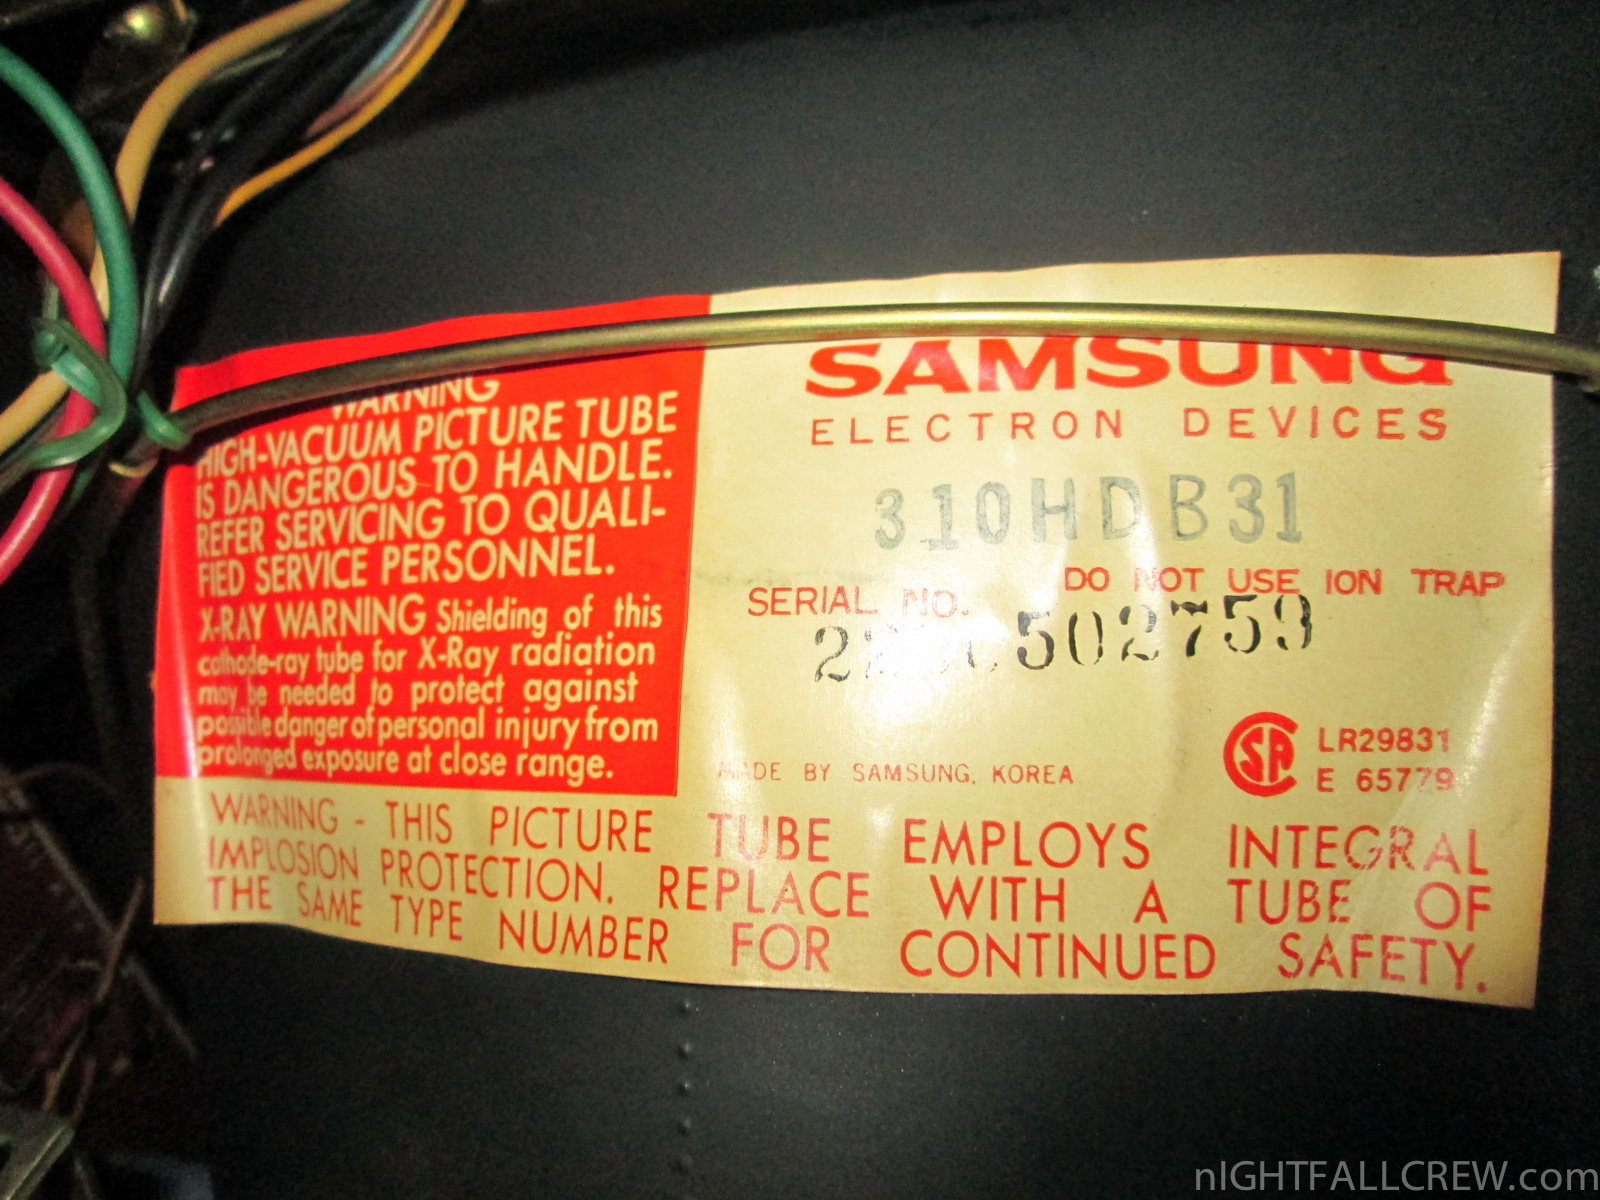 WARNING
HIGH-VACUUM PICTURE TUBE
IS DANGEROUS TO HANDLE.
REFER SERVICING TO QUALI-
FIED SERVICE PERSONNEL.
X-RAY WARNING Shielding of this
cathode-ray tube for X-Ray radiation
may be needed to protect against
possible danger of personal injury from
prolonged exposure at close range.
SAMSUNG
ELECTRON DEVICES
310HDB31
DO NOT USE ION TRAP
SERIAL NO.
MADE BY SAMSUNG, KOREA
LR29831
E 65779
WARNING - THIS PICTURE TUBE EMPLOYS INTEGRAL
IMPLOSION PROTECTION. REPLACE WITH A TUBE OF
THE SAME TYPE NUMBER FOR CONTINUED SAFETY.
nIGHTFALLCREW.com